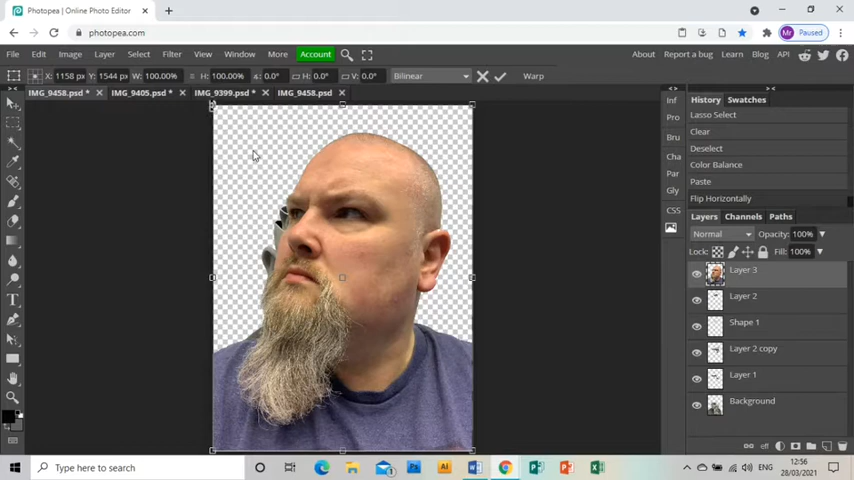 Photopea | Online Photo Editor
photopea.com
Mr
Paused
File Edit Image Layer Select Filter View Window More Account About Report a bug Learn Blog API
X: 1158 px Y: 1544 px W: 100.00% H: 100.00% 0.0° H: 0.0° V: 0.0° Bilinear Warp
IMG_9458.psd * IMG_9405.psd * IMG_9399.psd * IMG_9458.psd
Inf
Pro
Bru
Cha
Par
Gly
CSS
History Swatches
Lasso Select
Clear
Deselect
Color Balance
Paste
Flip Horizontally
Layers Channels Paths
Normal Opacity: 100%
Lock: Fill: 100%
Layer 3
Layer 2
Shape 1
Layer 2 copy
Layer 1
Background
eff
Type here to search
ENG
12:56
28/03/2021